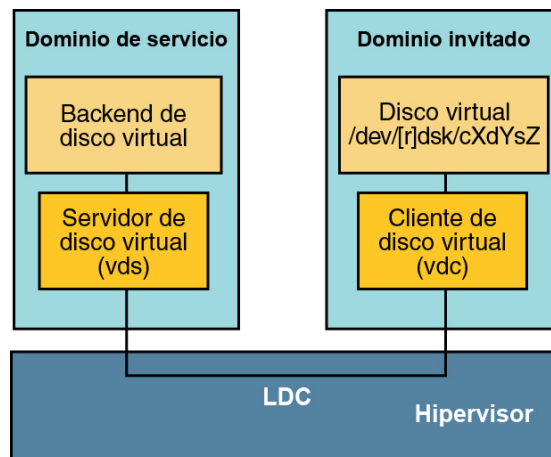 Dominio de servicio
Backend de
disco virtual
Servidor de
disco virtual
(vds)
Dominio invitado
Disco virtual
/dev/[r]dsk/cXdYsZ
Cliente de
disco virtual
(vdc)
LDC
Hipervisor